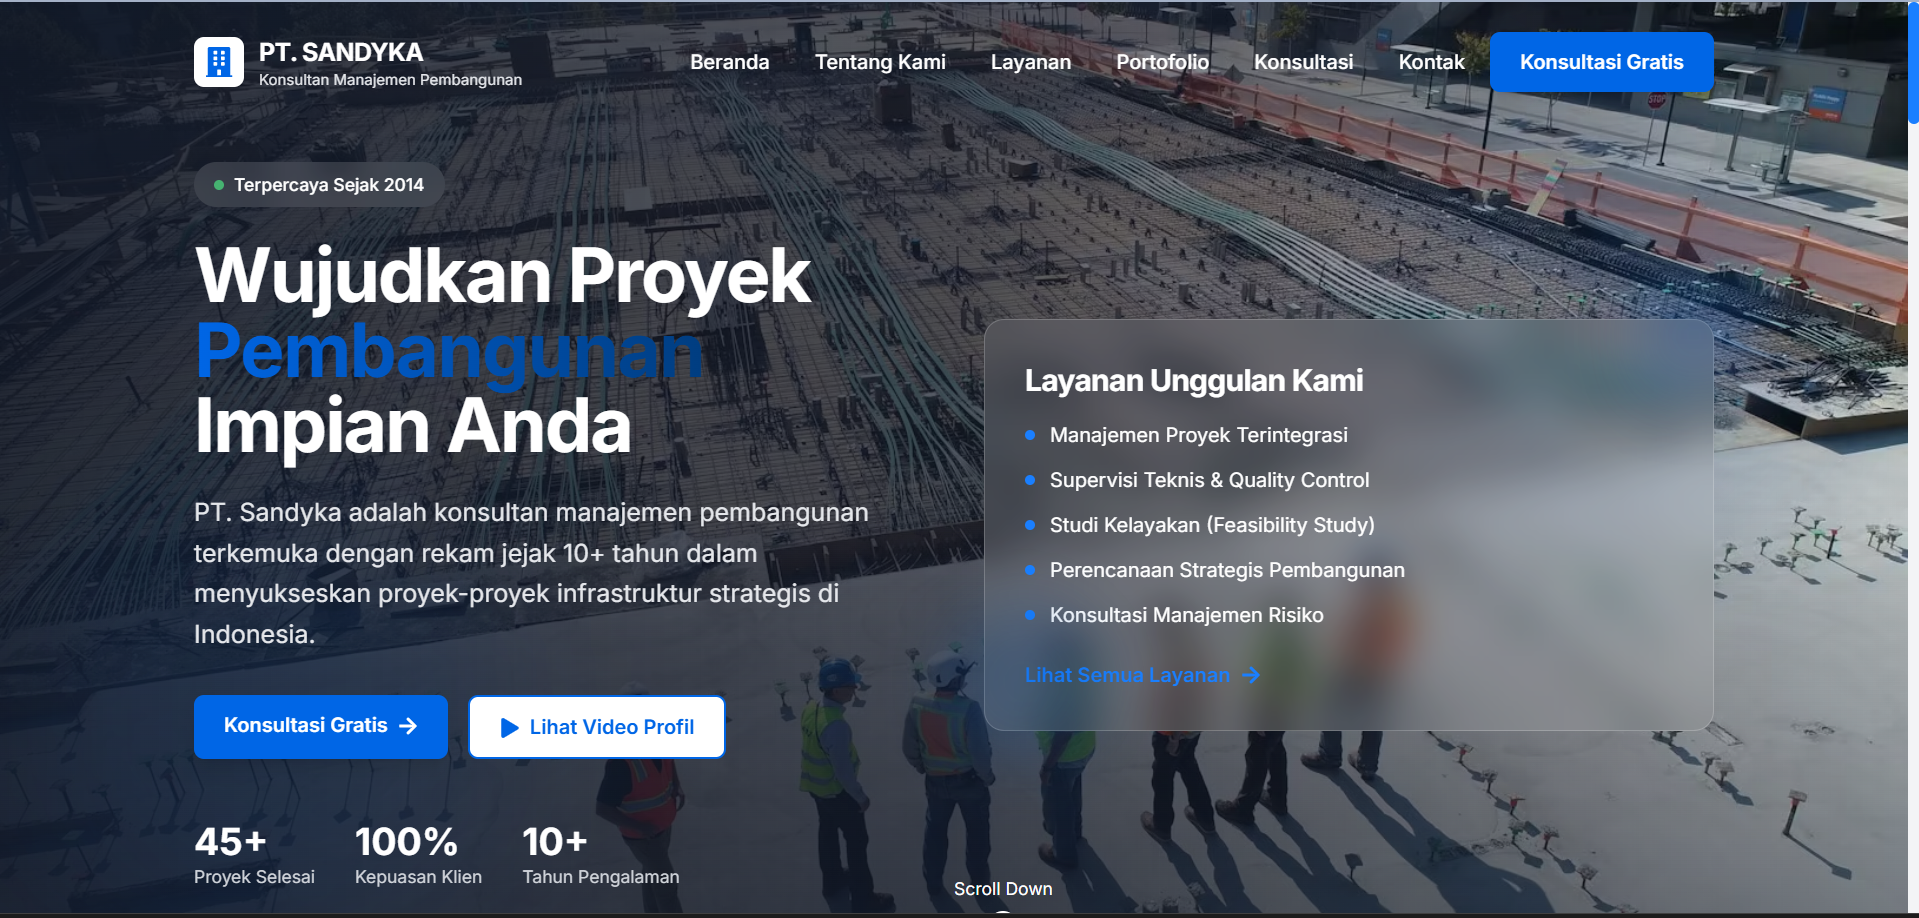 PT. SANDYKA
Konsultan Manajemen Pembangunan
Beranda
Tentang Kami
Layanan
Portofolio
Konsultasi
Kontak
Konsultasi Gratis
STOP
Terpercaya Sejak 2014
Wujudkan Proyek
Pembangunan
Impian Anda
PT. Sandyka adalah konsultan manajemen pembangunan
terkemuka dengan rekam jejak 10+ tahun dalam
menyukseskan proyek-proyek infrastruktur strategis di
Indonesia.
Konsultasi Gratis
Lihat Video Profil
45+
Proyek Selesai
100%
Kepuasan Klien
10+
Tahun Pengalaman
Layanan Unggulan Kami
Manajemen Proyek Terintegrasi
Supervisi Teknis & Quality Control
Studi Kelayakan (Feasibility Study)
Perencanaan Strategis Pembangunan
Konsultasi Manajemen Risiko
Lihat Semua Layanan
Scroll Down